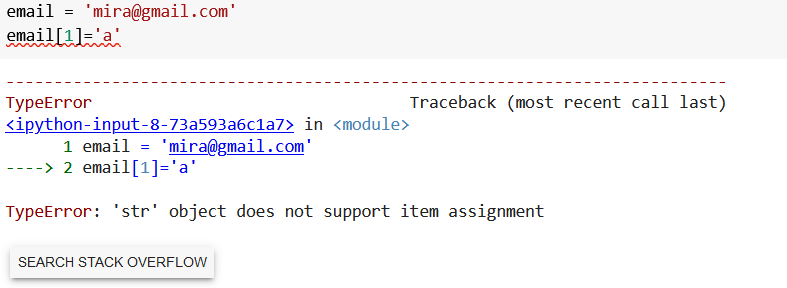 email = 'mira@gmail.com'
email[1]='a'
---------------------------------------------------------------------------
TypeError                                 Traceback (most recent call last)
<ipython-input-8-73a593a6c1a7> in <module>
      1 email = 'mira@gmail.com'
----> 2 email[1]='a'

TypeError: 'str' object does not support item assignment
SEARCH STACK OVERFLOW